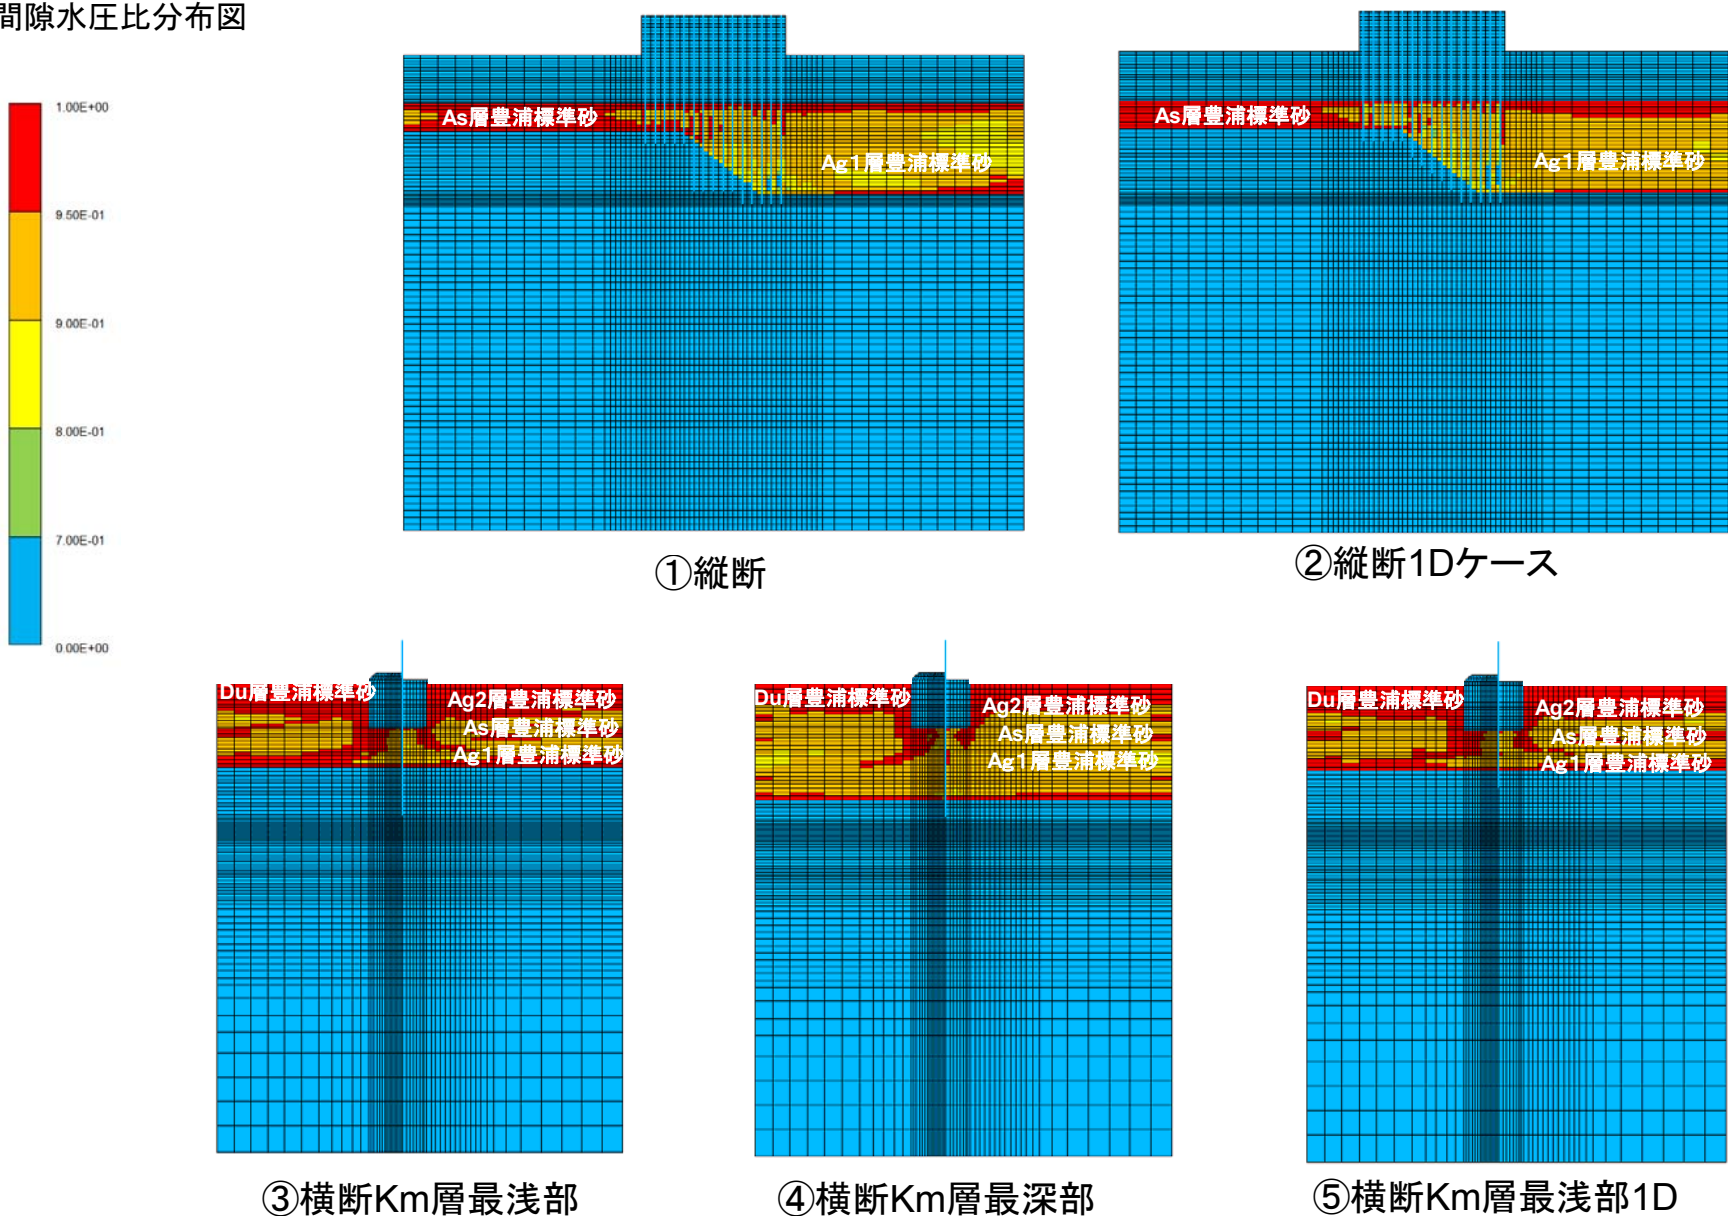 間隙水圧比分布図
1.00E+00
9.50E-01
9.00E-01
8.00E-01
7.00E-01
0.00E+00
As層豊浦標準砂
Ag1層豊浦標準砂
①縦断
As層豊浦標準砂
Ag1層豊浦標準砂
②縦断1Dケース
Du層豊浦標準砂
Ag2層豊浦標準砂
As層豊浦標準砂
Ag1層豊浦標準砂
③横断Km層最浅部
Du層豊浦標準砂
Ag2層豊浦標準砂
As層豊浦標準砂
Ag1層豊浦標準砂
④横断Km層最深部
Du層豊浦標準砂
Ag2層豊浦標準砂
As層豊浦標準砂
Ag1層豊浦標準砂
⑤横断Km層最浅部1D